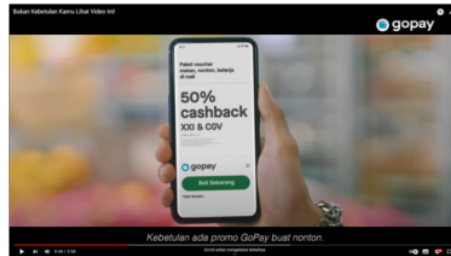 Bukan Kebetulan Kamu Lihat Video Ini!
gopay
Paket voucher
makan, nonton, belanja
di mall
50%
cashback
XXI & CGV
gopay
Beli Sekarang
Kebetulan ada promo GoPay buat nonton.